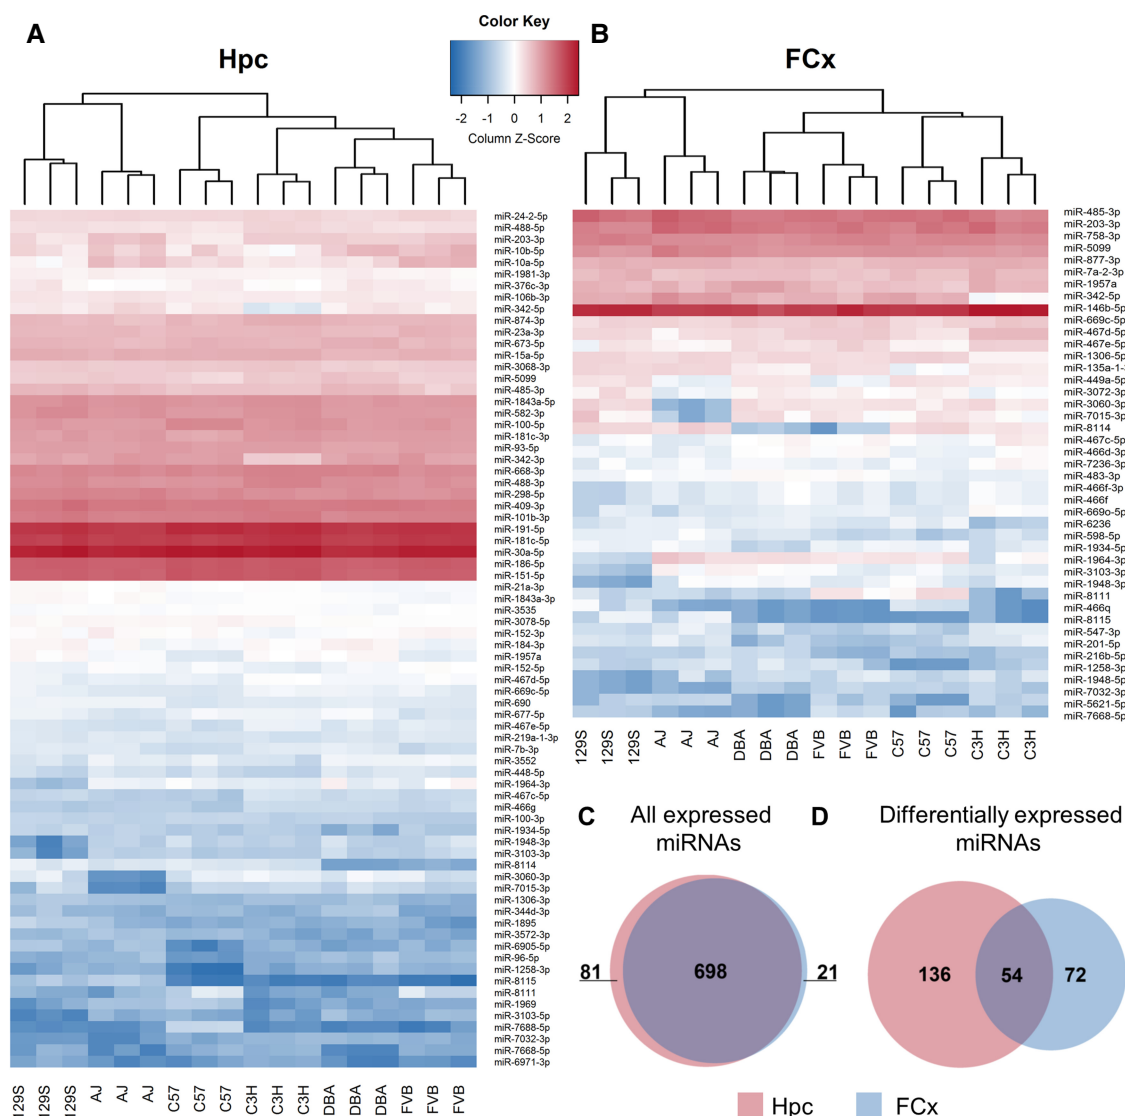 A
Hpc
Color Key
-2 -1 0 1 2
Column Z-Score
B
FCx
miR-24-2-5p
miR-488-5p
miR-203-3p
miR-10b-5p
miR-10a-5p
miR-1981-3p
miR-376c-3p
miR-106b-3p
miR-342-5p
miR-874-3p
miR-23a-3p
miR-673-5p
miR-15a-5p
miR-3068-3p
miR-5099
miR-485-3p
miR-1843a-5p
miR-582-3p
miR-100-5p
miR-181c-3p
miR-93-5p
miR-342-3p
miR-668-3p
miR-488-3p
miR-298-5p
miR-409-3p
miR-101b-3p
miR-191-5p
miR-181c-5p
miR-30a-5p
miR-186-5p
miR-151-5p
miR-21a-3p
miR-1843a-3p
miR-3535
miR-3078-5p
miR-152-3p
miR-184-3p
miR-1957a
miR-152-5p
miR-467d-5p
miR-669c-5p
miR-690
miR-677-5p
miR-467e-5p
miR-219a-1-3p
miR-7b-3p
miR-3552
miR-448-5p
miR-1964-3p
miR-467c-5p
miR-466g
miR-100-3p
miR-1934-5p
miR-1948-3p
miR-3103-3p
miR-8114
miR-3060-3p
miR-7015-3p
miR-1306-3p
miR-344d-3p
miR-1895
miR-3572-3p
miR-6905-5p
miR-96-5p
miR-1258-3p
miR-8115
miR-8111
miR-1969
miR-3103-5p
miR-7688-5p
miR-7032-3p
miR-7668-5p
miR-6971-3p
129S 129S 129S AJ AJ AJ C57 C57 C57 C3H C3H C3H DBA DBA DBA FVB FVB FVB
miR-485-3p
miR-203-3p
miR-758-3p
miR-5099
miR-877-3p
miR-7a-2-3p
miR-1957a
miR-342-5p
miR-146b-5p
miR-669c-5p
miR-467d-5p
miR-467e-5p
miR-1306-5p
miR-135a-1-3
miR-449a-5p
miR-3072-3p
miR-3060-3p
miR-7015-3p
miR-8114
miR-467c-5p
miR-466d-3p
miR-7236-3p
miR-483-3p
miR-466f-3p
miR-466f
miR-669o-5p
miR-6236
miR-598-5p
miR-1934-5p
miR-1964-3p
miR-3103-3p
miR-1948-3p
miR-8111
miR-466q
miR-8115
miR-547-3p
miR-201-5p
miR-216b-5p
miR-1258-3p
miR-1948-5p
miR-7032-3p
miR-5621-5p
miR-7668-5p
129S 129S 129S AJ AJ AJ DBA DBA DBA FVB FVB FVB C57 C57 C57 C3H C3H C3H
C
All expressed
miRNAs
81 698 21
D
Differentially expressed
miRNAs
136 54 72
Hpc FCx